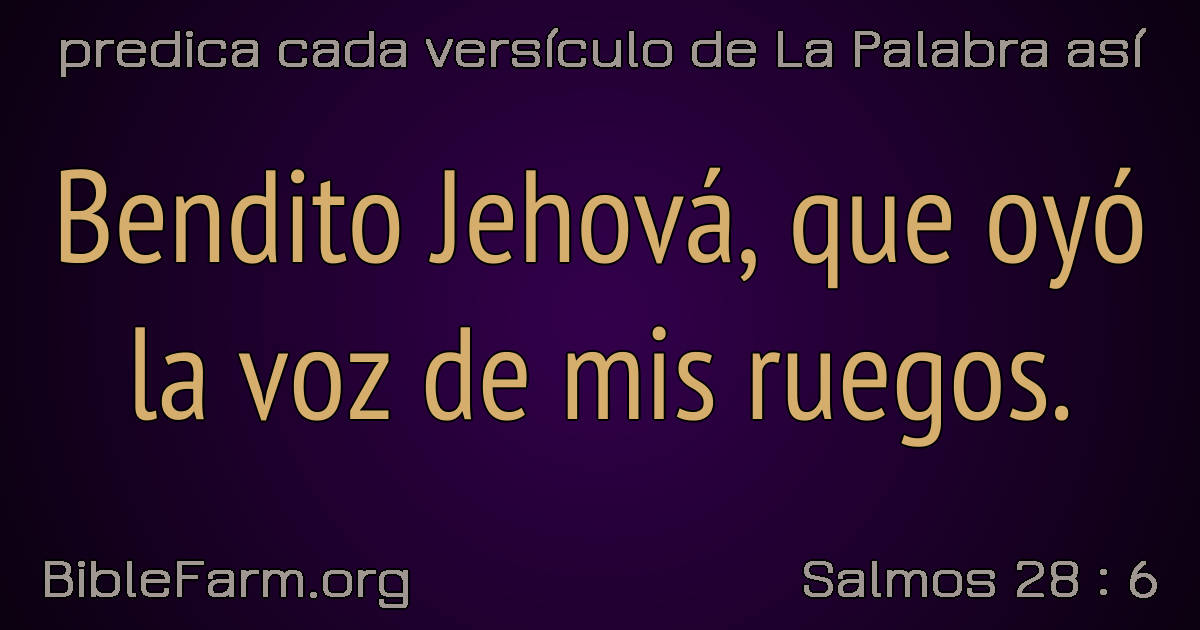 predica cada versículo de La Palabra así
Bendito Jehová, que oyó
la voz de mis ruegos.
BibleFarm.org
Salmos 28 : 6